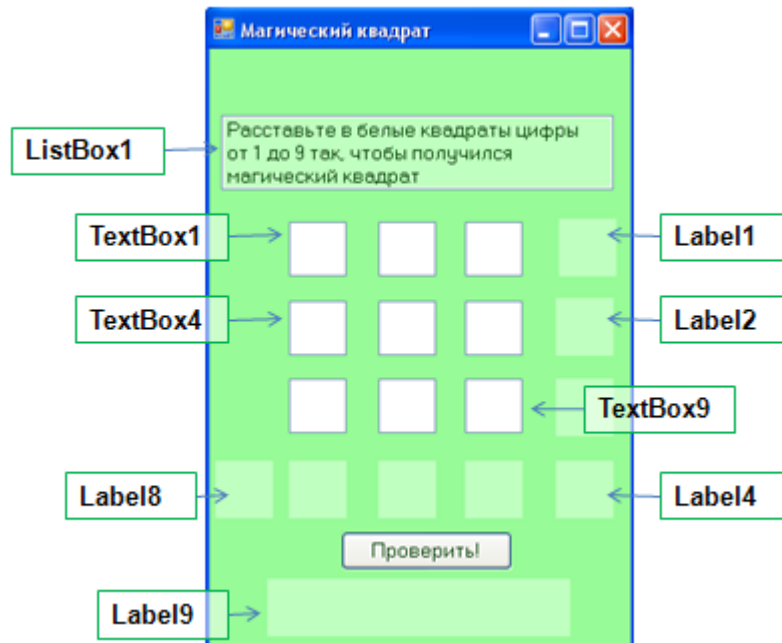 Магический квадрат
ListBox1
Расставьте в белые квадраты цифры
от 1 до 9 так, чтобы получился
магический квадрат
TextBox1
Label1
TextBox4
Label2
TextBox9
Label8
Label4
Проверить!
Label9